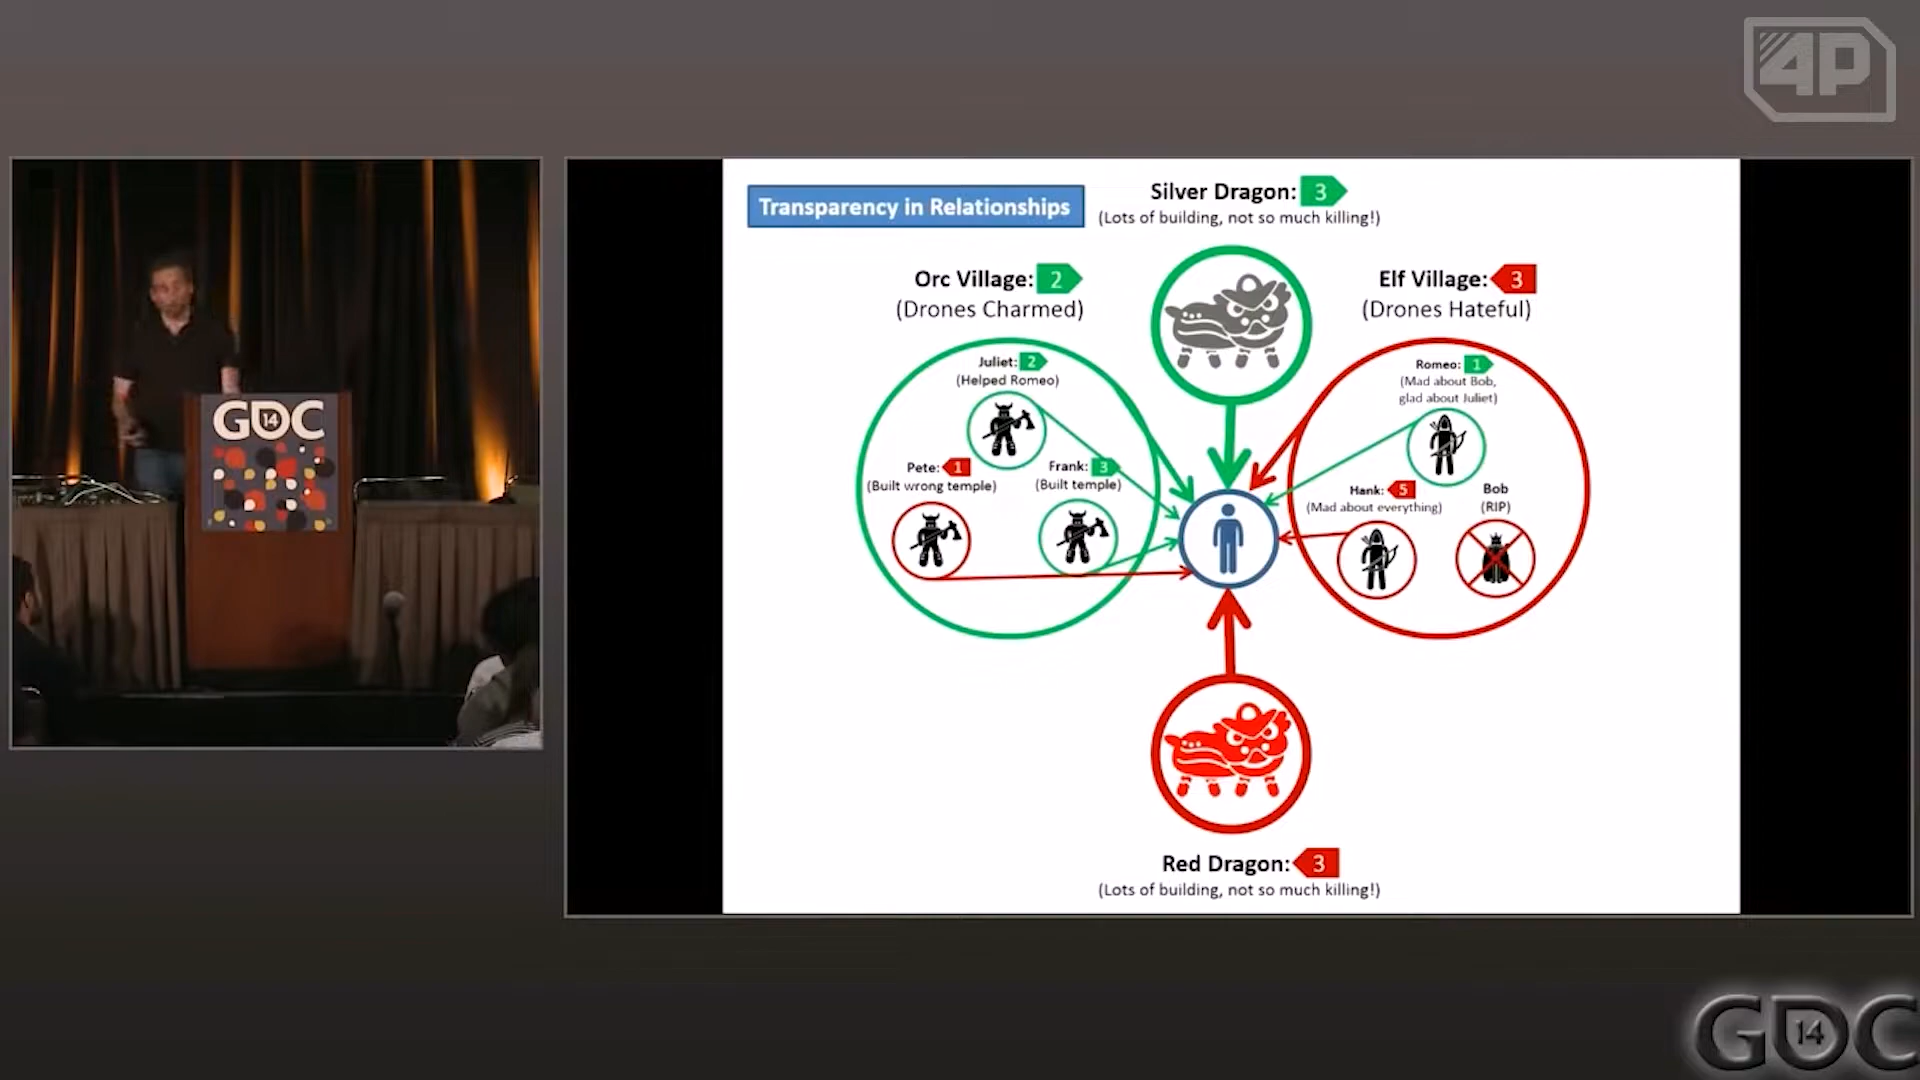 4P
GDC
14
Transparency in Relationships
Silver Dragon: 3
(Lots of building, not so much killing!)
Orc Village: 2
(Drones Charmed)
Elf Village: 3
(Drones Hateful)
Juliet: 2
(Helped Romeo)
Pete: 1
(Built wrong temple)
Frank: 3
(Built temple)
Romeo: 1
(Mad about Bob,
glad about Juliet)
Hank: 5
(Mad about everything)
Bob
(RIP)
Red Dragon: 3
(Lots of building, not so much killing!)
GDC
14